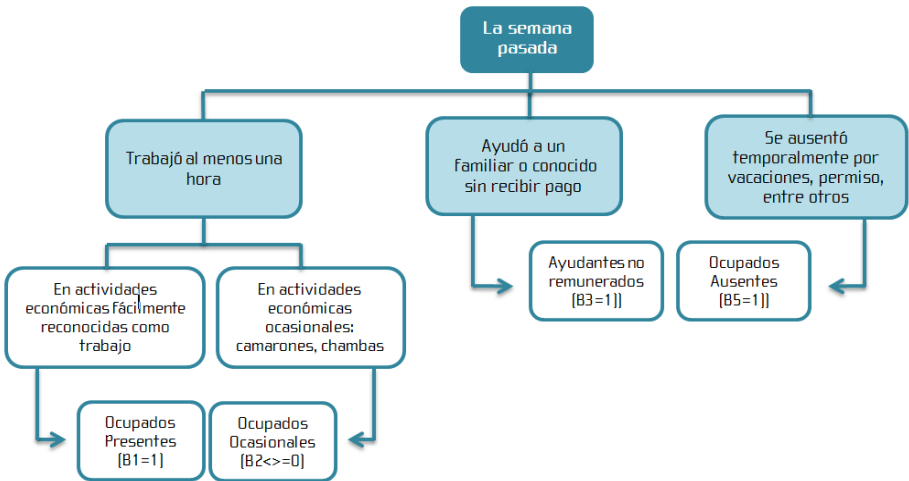 La semana
pasada
Trabajó al menos una
hora
Ayudó a un
familiar o conocido
sin recibir pago
Se ausentó
temporalmente por
vacaciones, permiso,
entre otros
En actividades
económicas fácilmente
reconocidas como
trabajo
En actividades
económicas
ocasionales:
camarones, chambas
Ayudantes no
remunerados
(B3=1))
Ocupados
Ausentes
(B5=1))
Ocupados
Presentes
(B1=1)
Ocupados
Ocasionales
(B2<>=0)